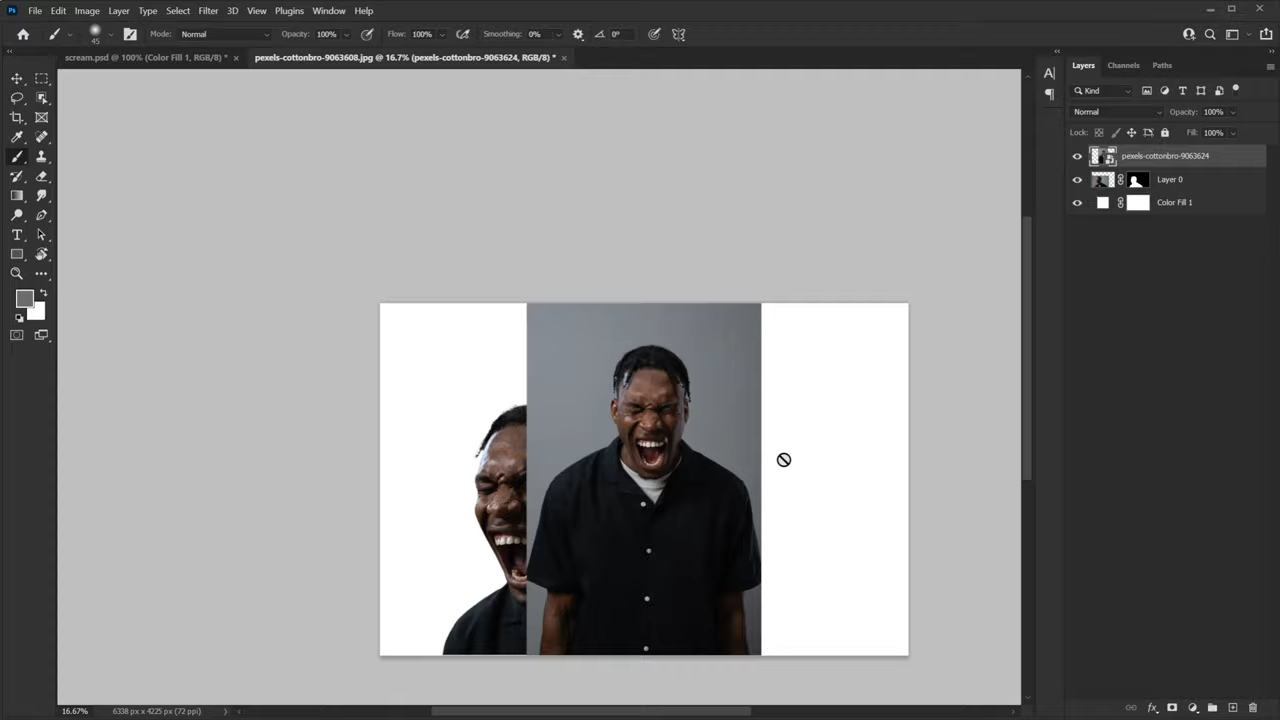 Ps File Edit Image Layer Type Select Filter 3D View Plugins Window Help
45 Mode: Normal Opacity: 100% Flow: 100% Smoothing: 0% 0°
scream.psd @ 100% (Color Fill 1, RGB/8) * × pexels-cottonbro-9063608.jpg @ 16.7% (pexels-cottonbro-9063624, RGB/8) * ×
Layers Channels Paths
Kind
Normal Opacity: 100%
Lock: Fill: 100%
pexels-cottonbro-9063624
Layer 0
Color Fill 1
16.67% 6338 px x 4225 px (72 ppi)